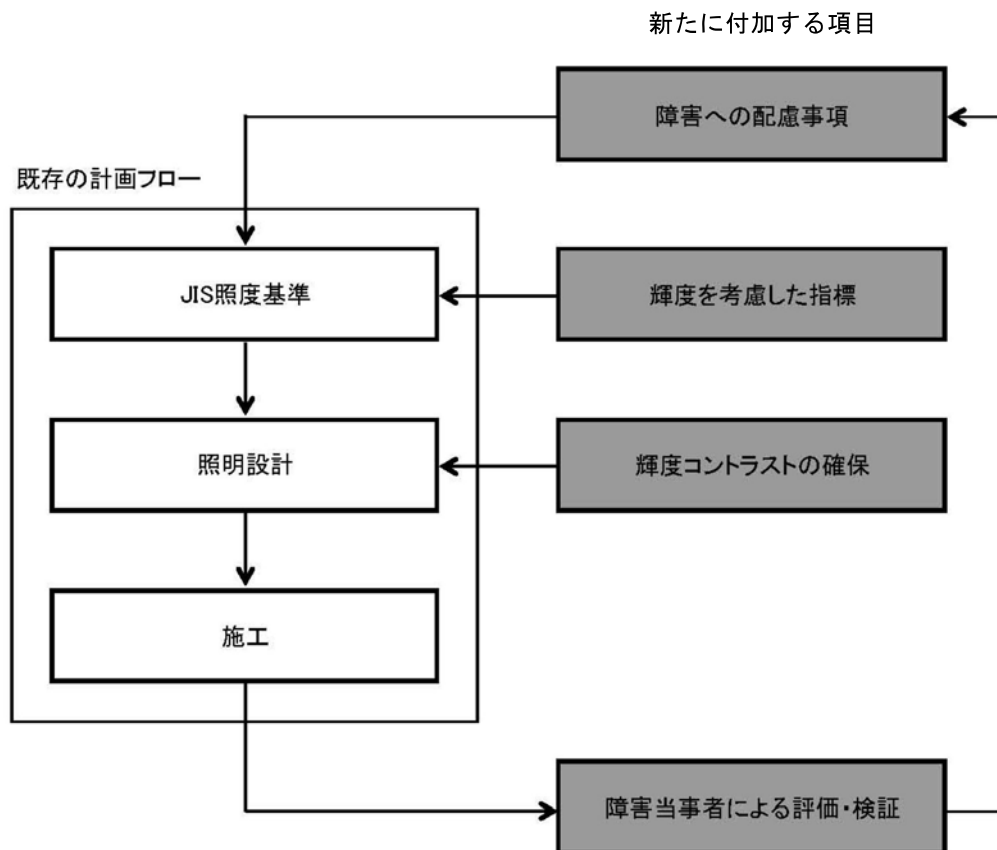 新たに付加する項目
障害への配慮事項
既存の計画フロー
JIS照度基準
輝度を考慮した指標
照明設計
輝度コントラストの確保
施工
障害当事者による評価・検証